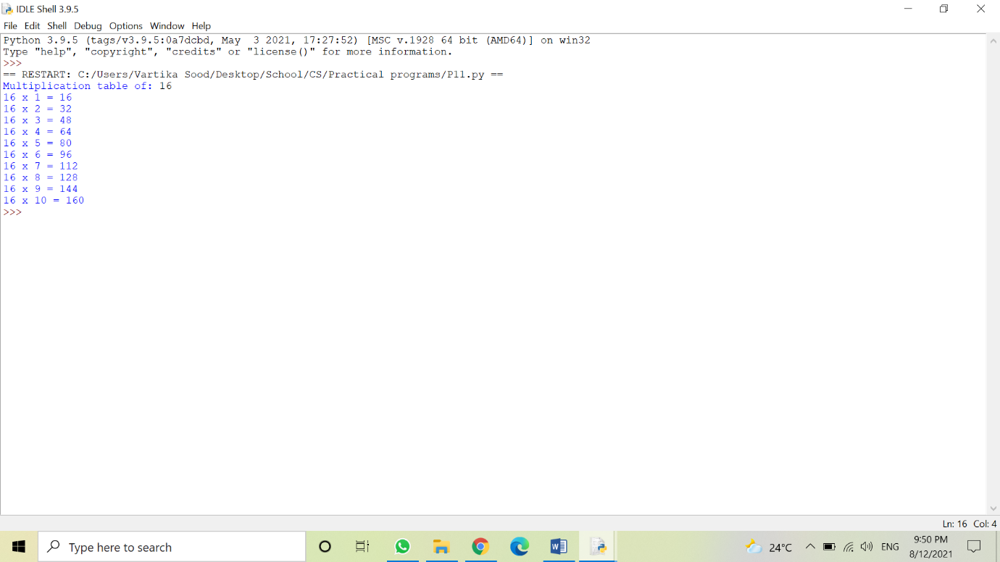 IDLE Shell 3.9.5
File Edit Shell Debug Options Window Help
Python 3.9.5 (tags/v3.9.5:0a7dcbd, May  3 2021, 17:27:52) [MSC v.1928 64 bit (AMD64)] on win32
Type "help", "copyright", "credits" or "license()" for more information.
>>>
== RESTART: C:/Users/Vartika Sood/Desktop/School/CS/Practical programs/P11.py ==
Multiplication table of: 16
16 x 1 = 16
16 x 2 = 32
16 x 3 = 48
16 x 4 = 64
16 x 5 = 80
16 x 6 = 96
16 x 7 = 112
16 x 8 = 128
16 x 9 = 144
16 x 10 = 160
>>>
Ln: 16 Col: 4
Type here to search
24°C
ENG
9:50 PM
8/12/2021